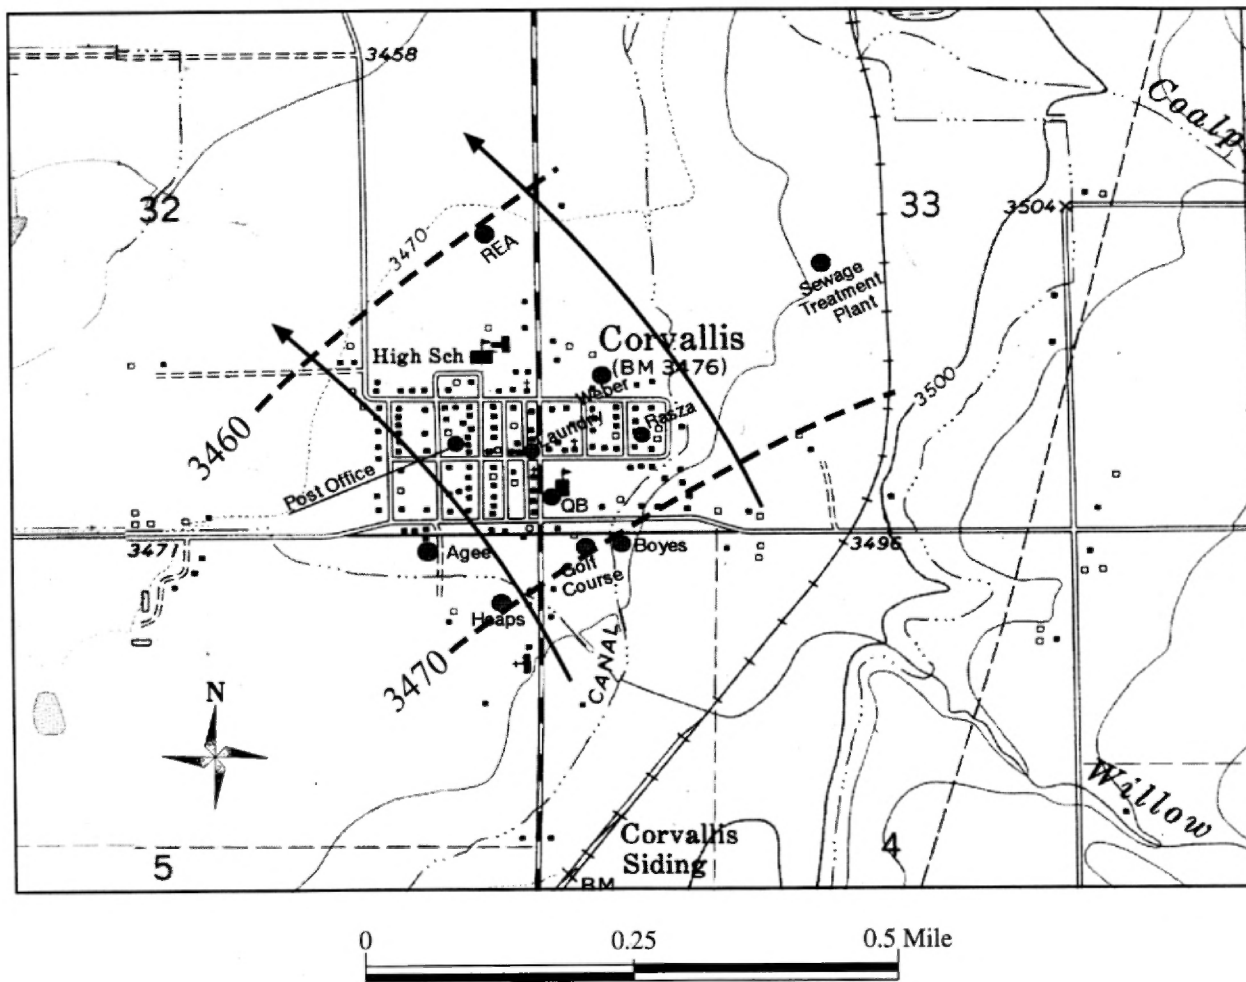 3458
Coalp
32
33
3504
3470
REA
Sewage
Treatment
Plant
Corvallis
(BM 3476)
High Sch
Weber
3500
Laundry
Rasza
3460
Post Office
QB
3471
Agee
Golf
Course
Boyes
3496
Heaps
CANAL
3470
N
Willow
Corvallis
Siding
4
5
BM
0
0.25
0.5 Mile